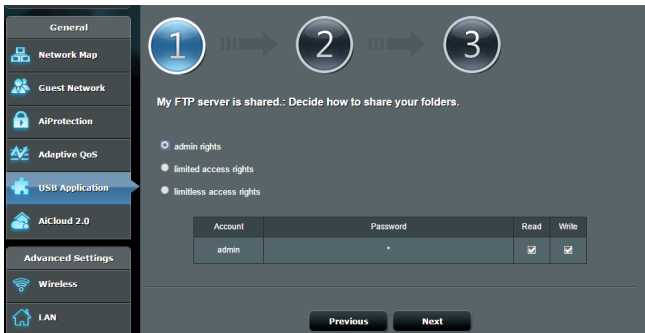 General
Network Map
Guest Network
AiProtection
Adaptive QoS
USB Application
AiCloud 2.0
Advanced Settings
Wireless
LAN
1 2 3
My FTP server is shared.: Decide how to share your folders.
admin rights
limited access rights
limitless access rights
Account Password Read Write
admin *
Previous Next